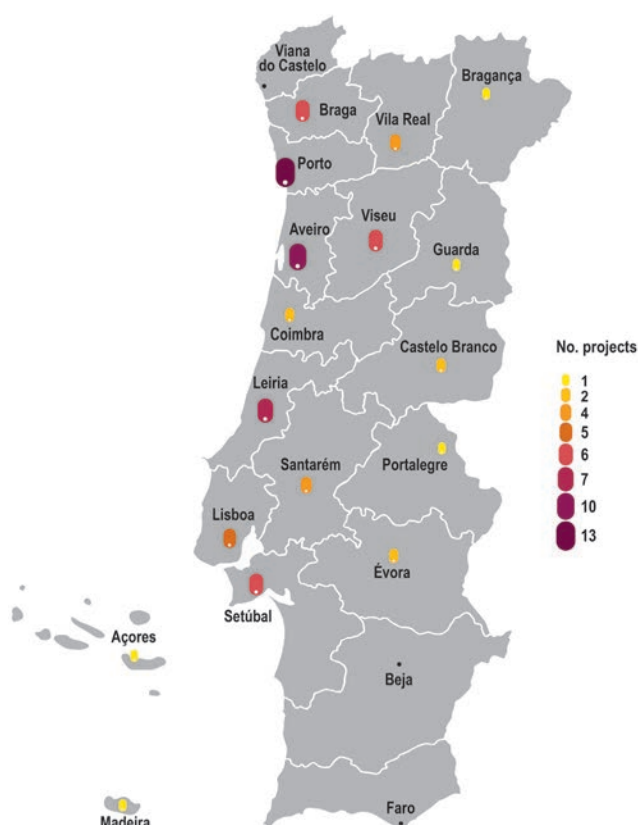 Viana
do Castelo
Bragança
Braga
Vila Real
Porto
Viseu
Aveiro
Guarda
Coimbra
Castelo Branco
No. projects
1
2
4
5
6
7
10
13
Leiria
Santarém
Portalegre
Lisboa
Évora
Setúbal
Açores
Beja
Faro
Madeira